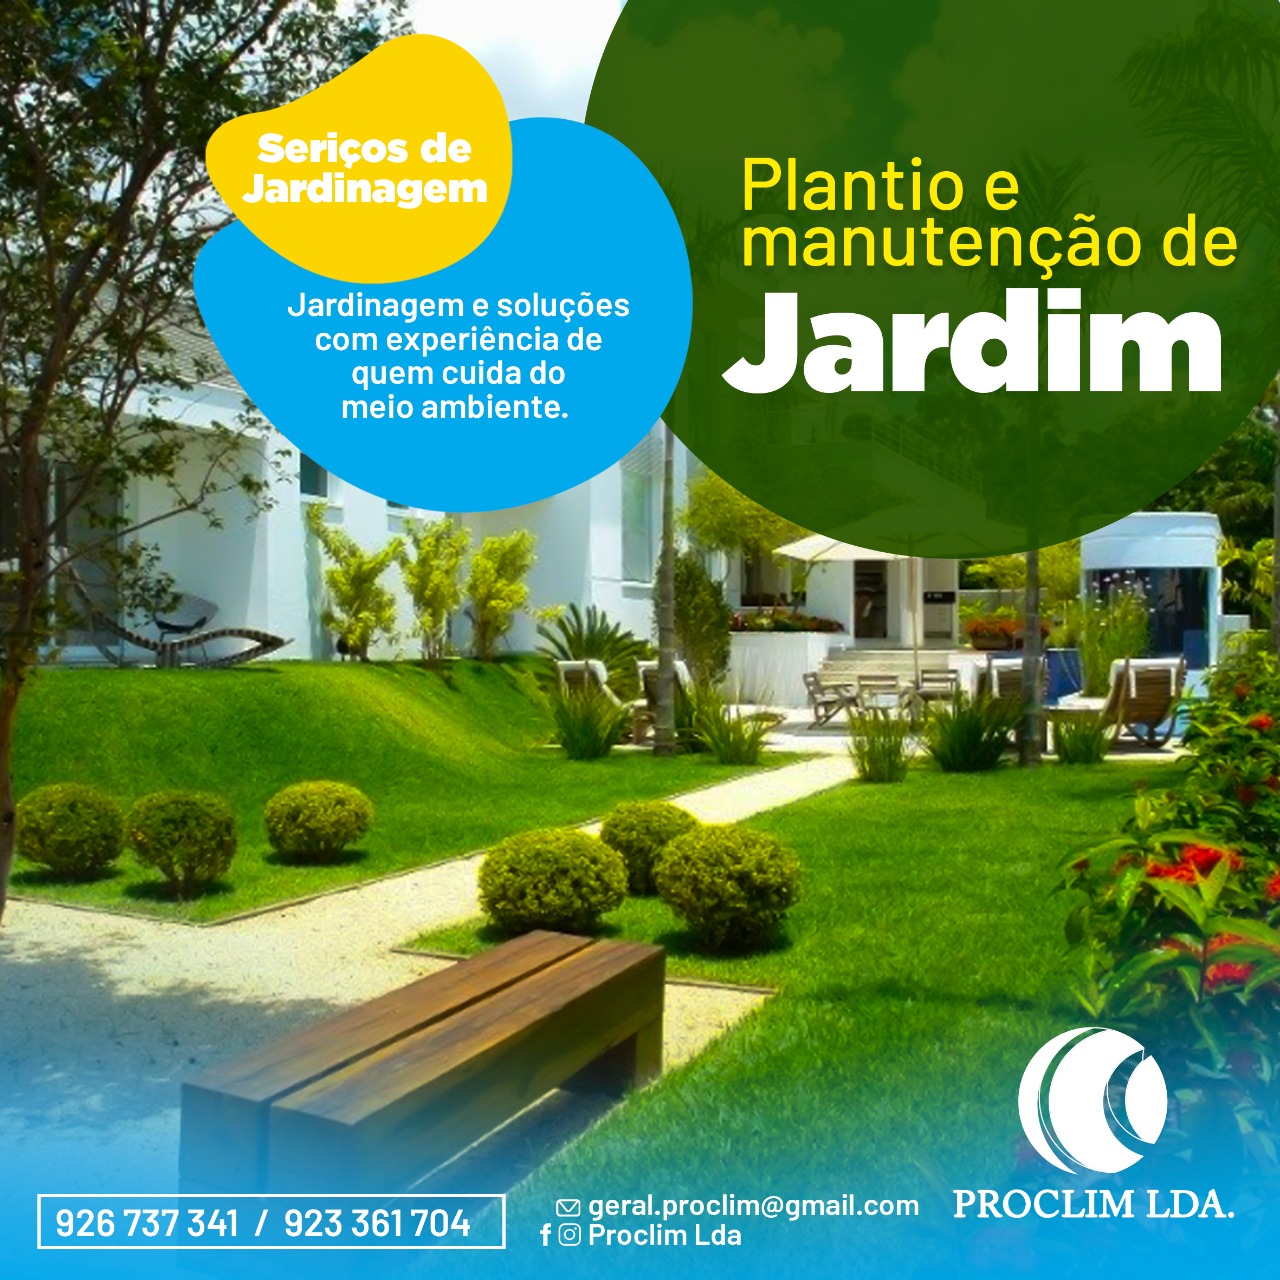 Seriços de
Jardinagem
Jardinagem e soluções
com experiência de
quem cuida do
meio ambiente.
Plantio e
manutenção de
Jardim
926 737 341 / 923 361 704
geral.proclim@gmail.com
Proclim Lda
PROCLIM LDA.